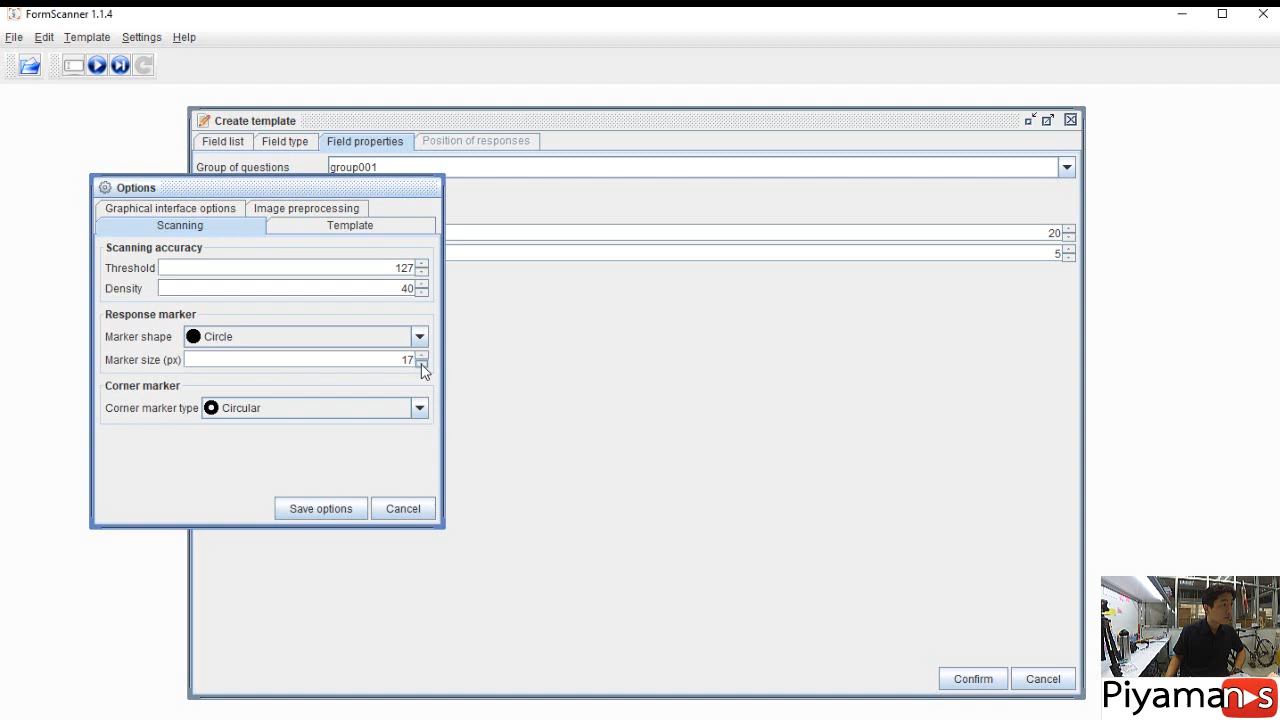 FormScanner 1.1.4
File Edit Template Settings Help
Create template
Field list Field type Field properties Position of responses
Group of questions group001
Options
Graphical interface options Image preprocessing
Scanning Template
Scanning accuracy
20
Threshold 127
5
Density 40
Response marker
Marker shape Circle
Marker size (px) 17
Corner marker
Corner marker type Circular
Save options Cancel
Confirm Cancel
Piyamans